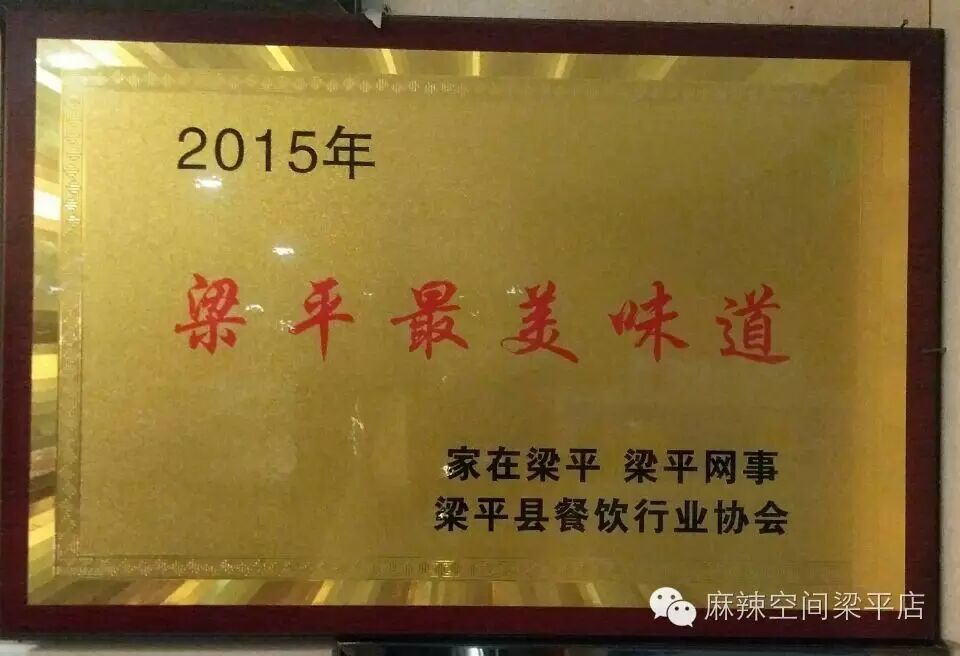 2015年
梁平最美味道
家在梁平 梁平网事
梁平县餐饮行业协会
麻辣空间梁平店